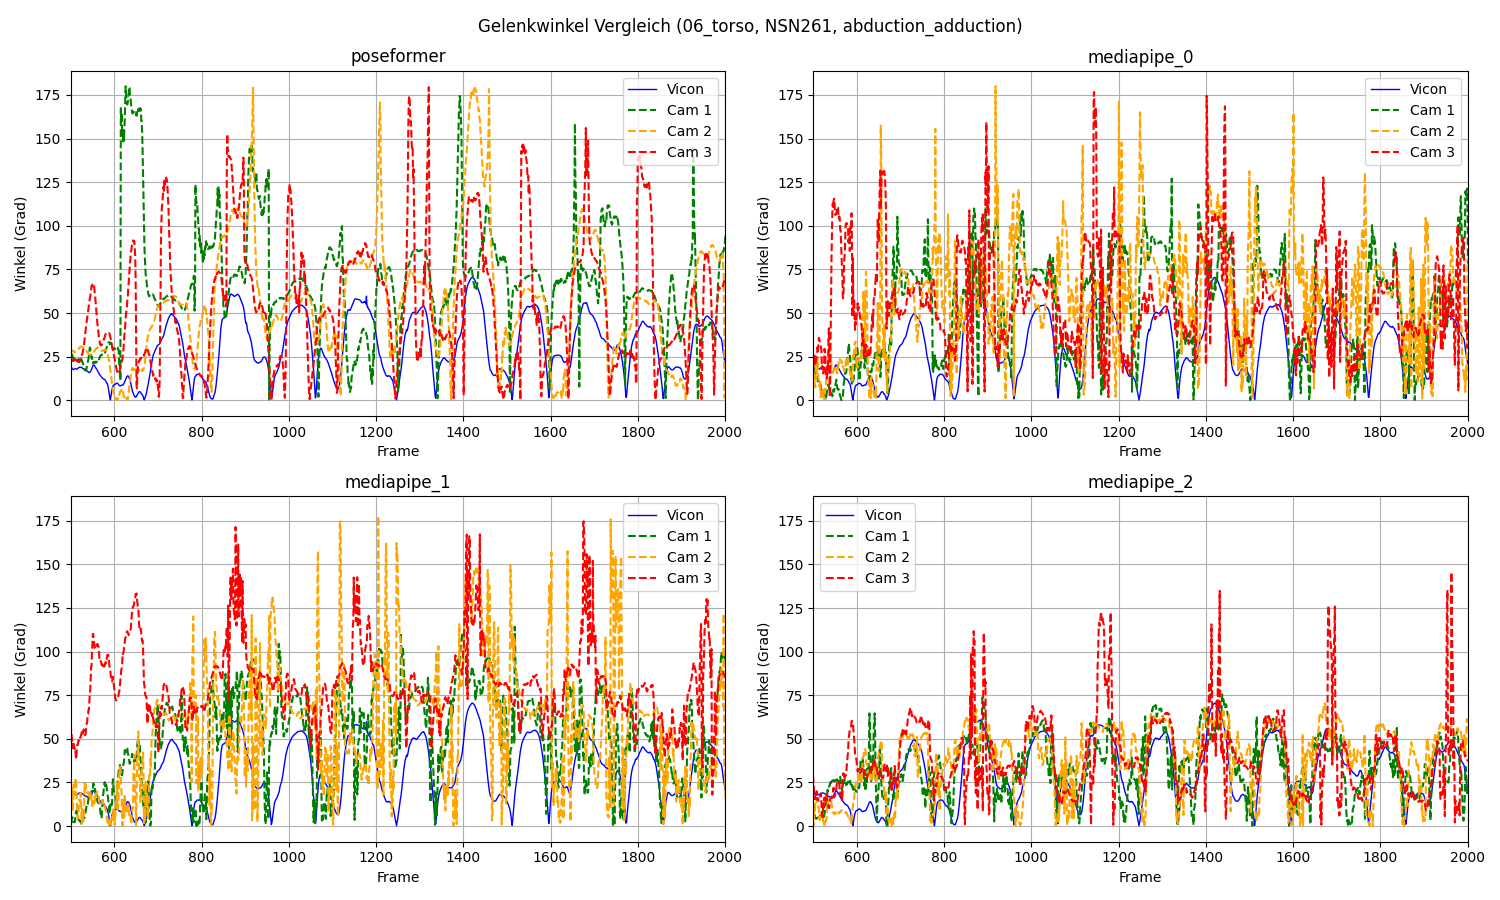 Gelenkwinkel Vergleich (06_torso, NSN261, abduction_adduction)
poseformer
Winkel (Grad)
175
150
125
100
75
50
25
0
600 800 1000 1200 1400 1600 1800 2000
Frame
Vicon
Cam 1
Cam 2
Cam 3
mediapipe_0
Winkel (Grad)
175
150
125
100
75
50
25
0
600 800 1000 1200 1400 1600 1800 2000
Frame
Vicon
Cam 1
Cam 2
Cam 3
mediapipe_1
Winkel (Grad)
175
150
125
100
75
50
25
0
600 800 1000 1200 1400 1600 1800 2000
Frame
Vicon
Cam 1
Cam 2
Cam 3
mediapipe_2
Winkel (Grad)
175
150
125
100
75
50
25
0
600 800 1000 1200 1400 1600 1800 2000
Frame
Vicon
Cam 1
Cam 2
Cam 3